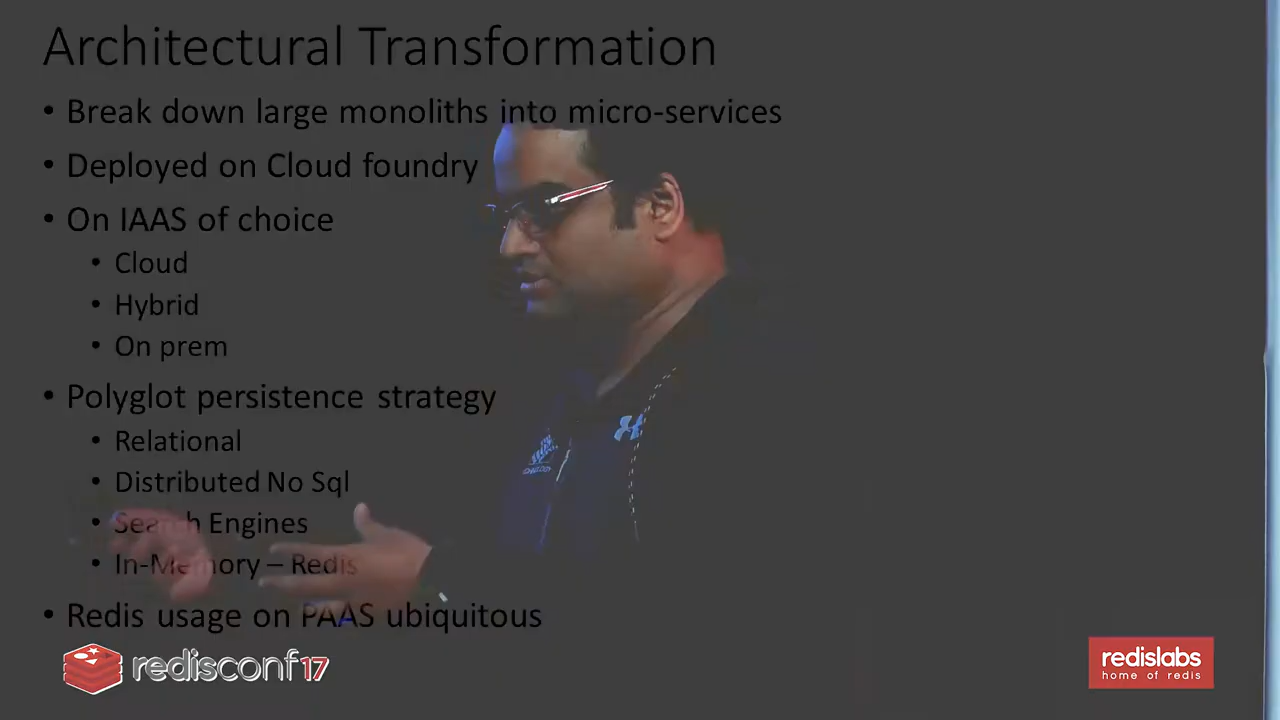 Architectural Transformation
• Break down large monoliths into micro-services
• Deployed on Cloud foundry
• On IAAS of choice
• Cloud
• Hybrid
• On prem
• Polyglot persistence strategy
• Relational
• Distributed No Sql
• Search Engines
• In-Memory – Redis
• Redis usage on PAAS ubiquitous
redisconf17
redislabs
home of redis